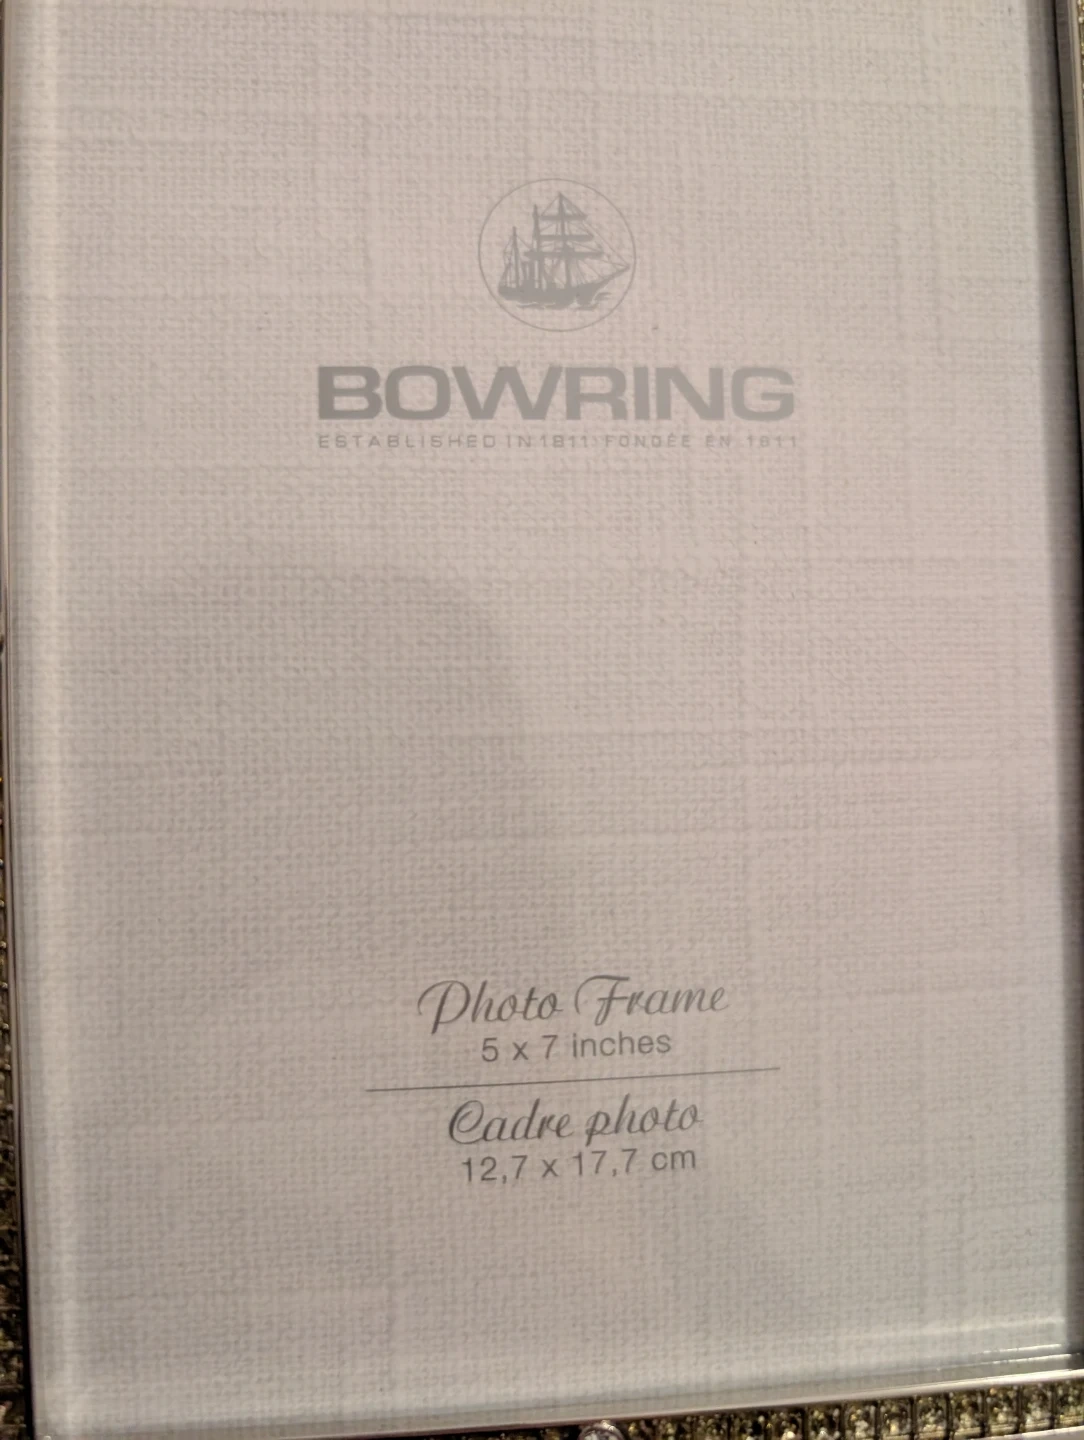 BOWRING
ESTABLISHED IN 1811 FONDÉE EN 1811
Photo Frame
5 x 7 inches
Cadre photo
12,7 x 17,7 cm